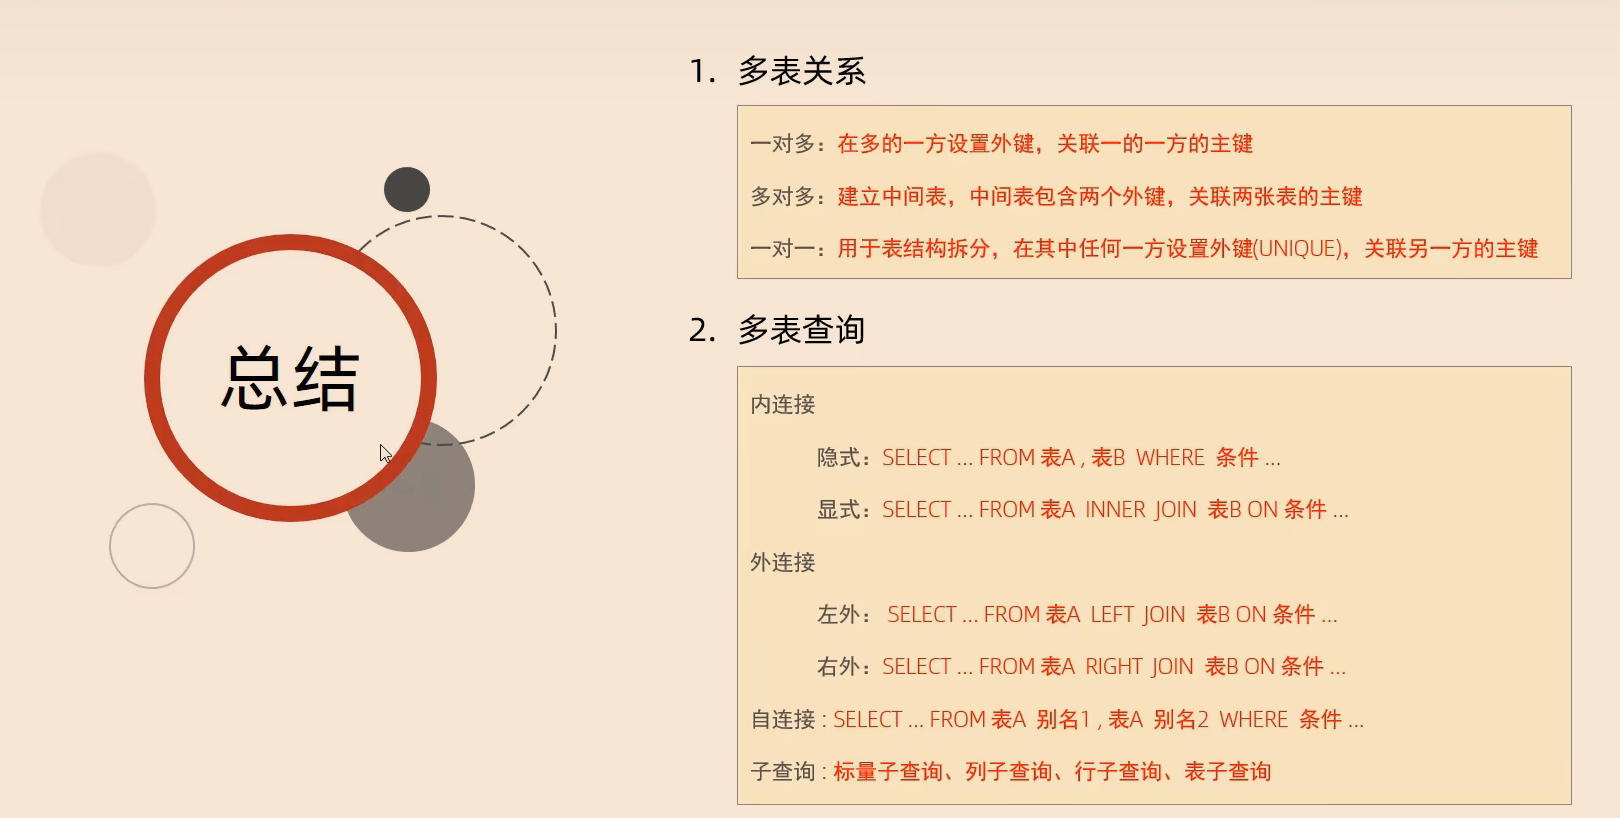 总结
1. 多表关系
一对多：在多的一方设置外键，关联一的一方的主键
多对多：建立中间表，中间表包含两个外键，关联两张表的主键
一对一：用于表结构拆分，在其中任何一方设置外键(UNIQUE)，关联另一方的主键
2. 多表查询
内连接
隐式：SELECT ... FROM 表A , 表B WHERE 条件 ...
显式：SELECT ... FROM 表A INNER JOIN 表B ON 条件 ...
外连接
左外： SELECT ... FROM 表A LEFT JOIN 表B ON 条件 ...
右外：SELECT ... FROM 表A RIGHT JOIN 表B ON 条件 ...
自连接 : SELECT ... FROM 表A 别名1 , 表A 别名2 WHERE 条件 ...
子查询 : 标量子查询、列子查询、行子查询、表子查询